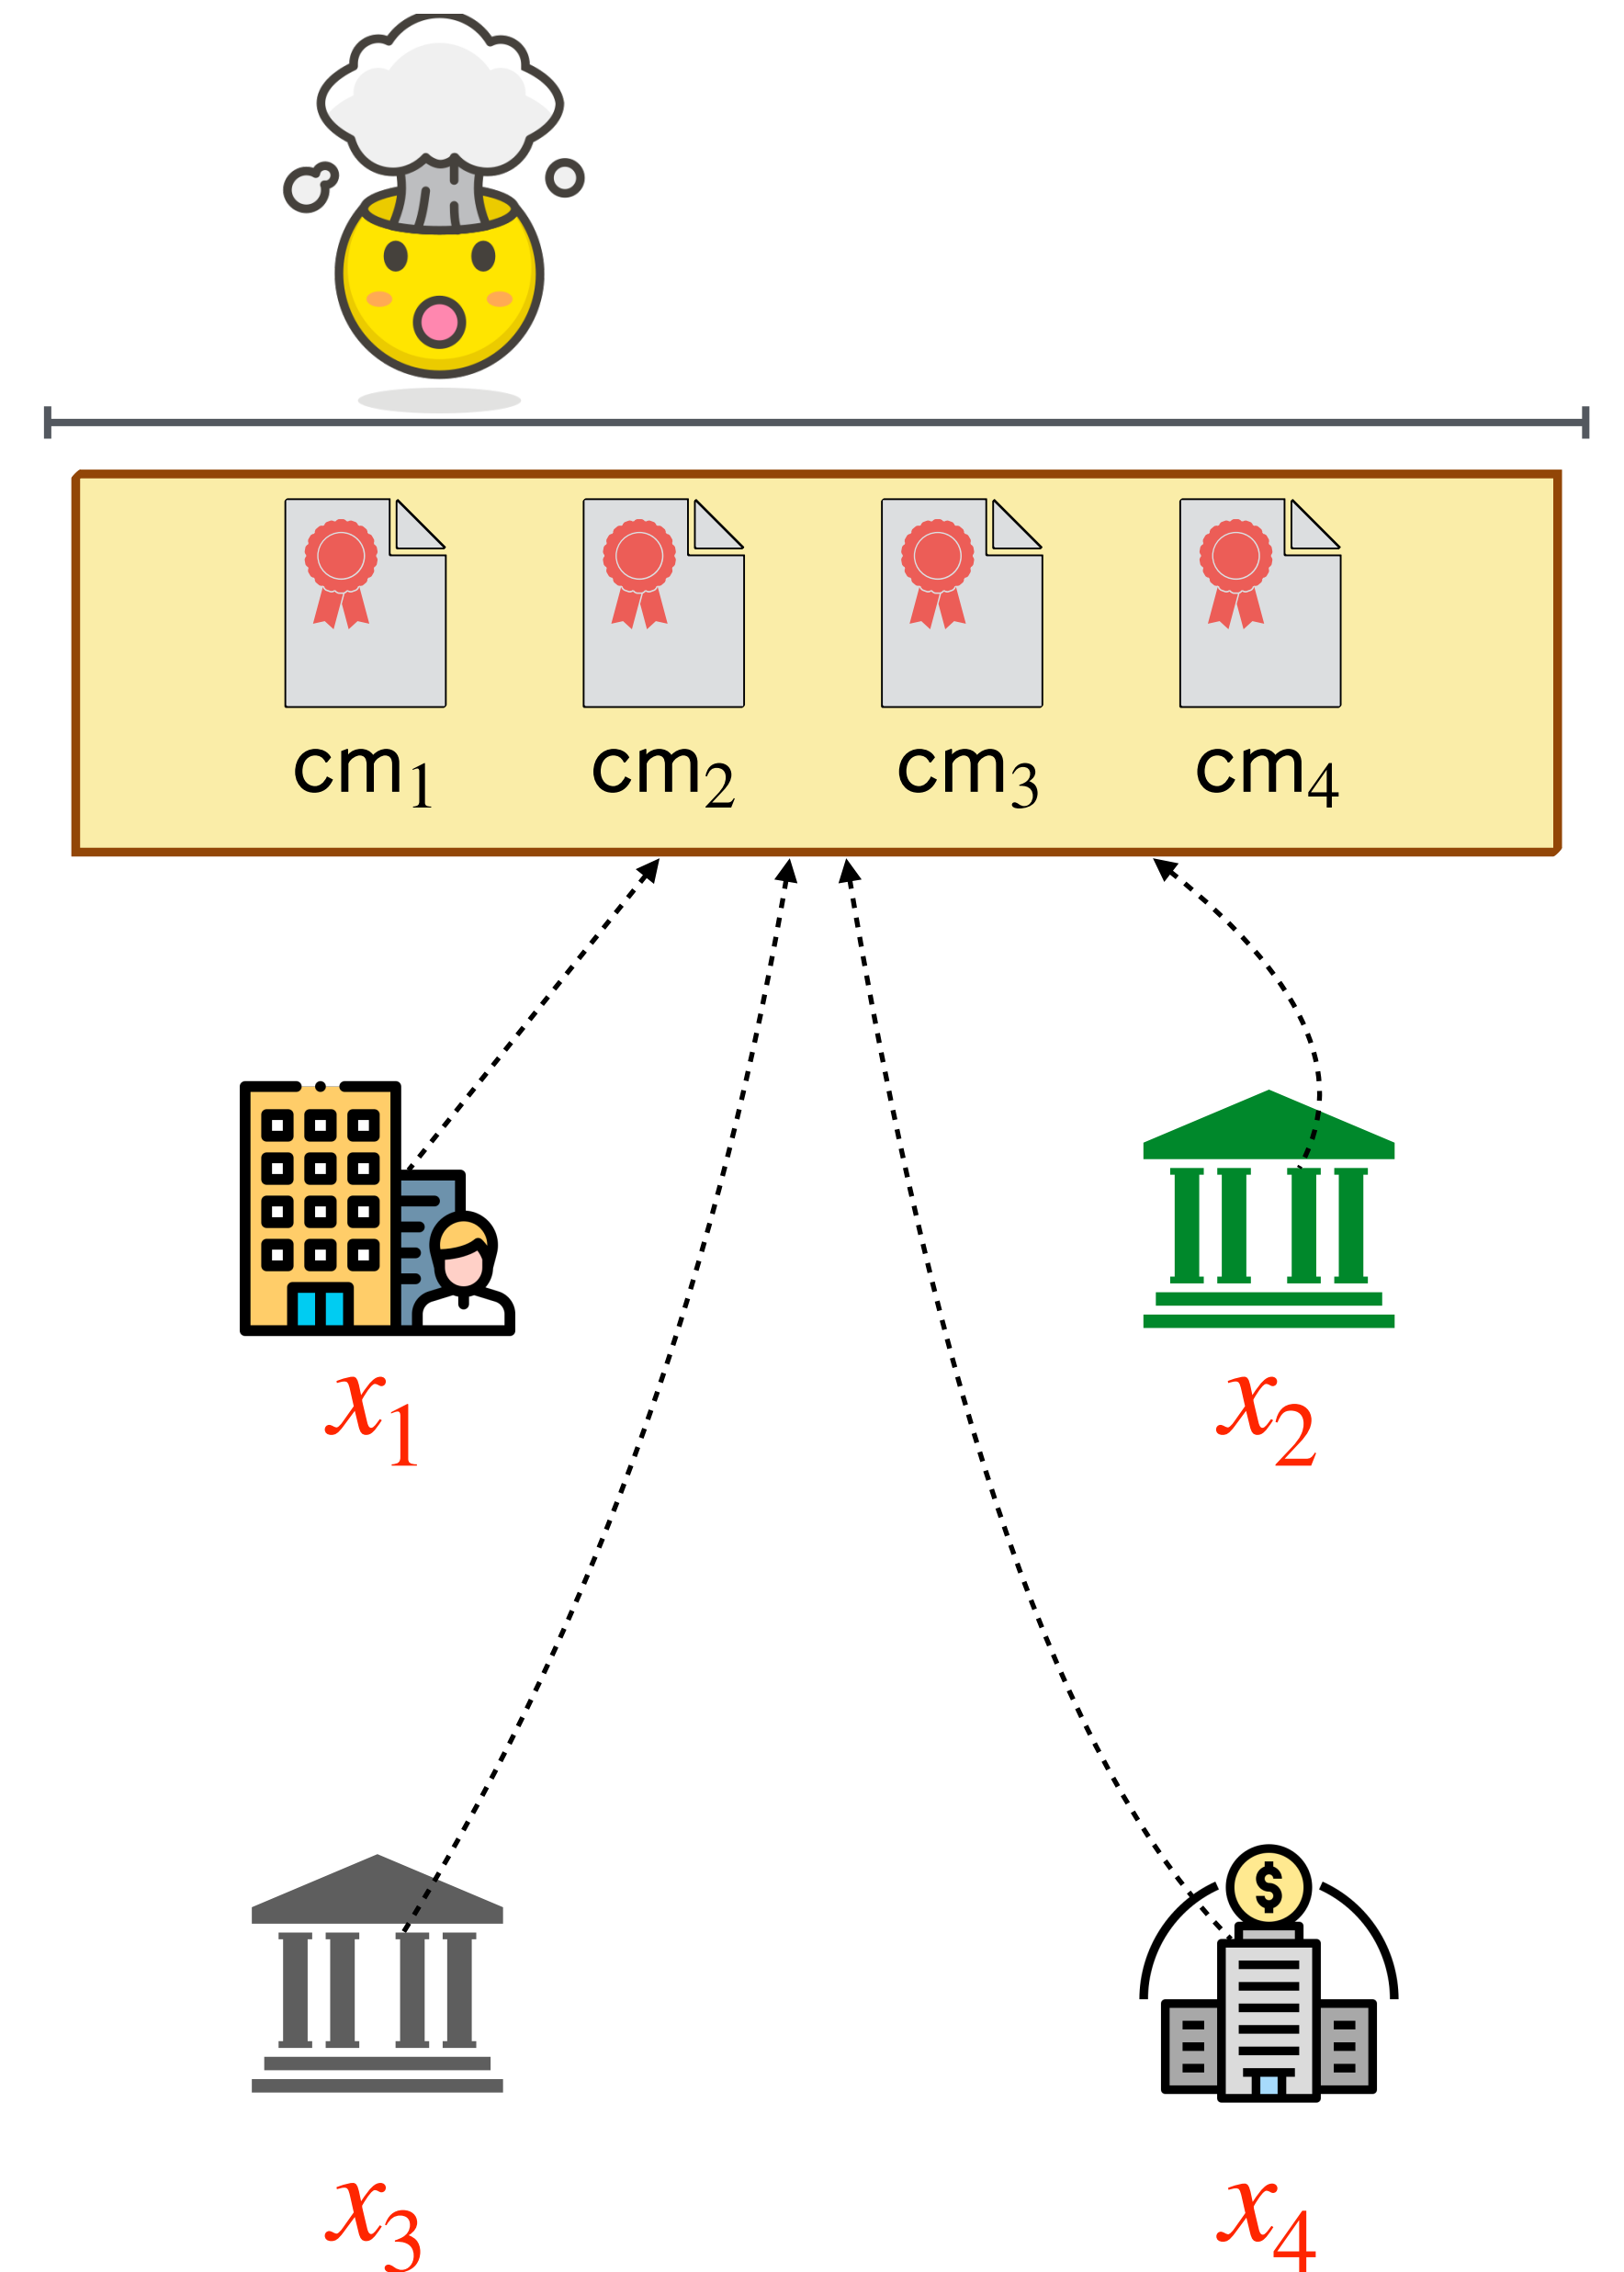 cm₁ cm₂ cm₃ cm₄
x₁ x₂
$
x₃ x₄